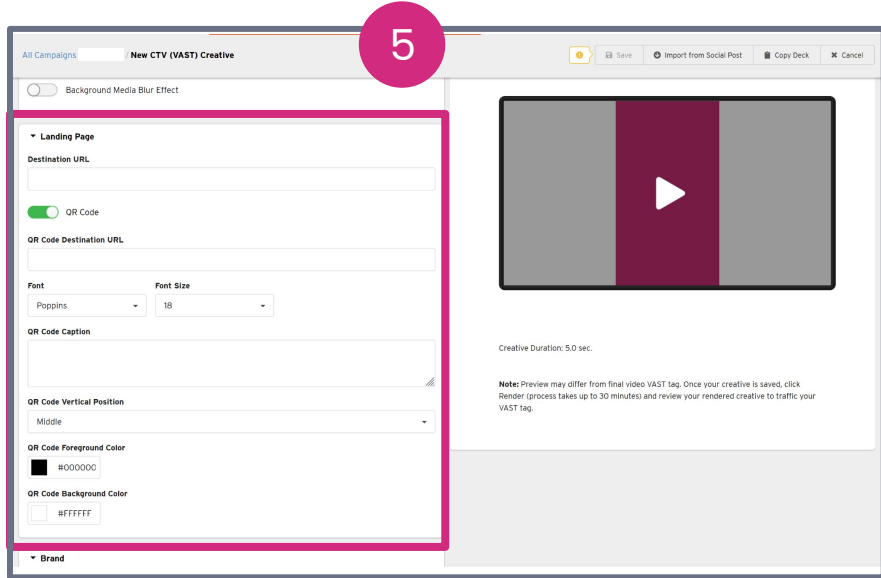 5
All Campaigns / New CTV (VAST) Creative
Save
Import from Social Post
Copy Deck
Cancel
Background Media Blur Effect
Landing Page
Destination URL
QR Code
QR Code Destination URL
Font Font Size
Poppins 18
QR Code Caption
QR Code Vertical Position
Middle
QR Code Foreground Color
#000000
QR Code Background Color
#FFFFFF
Brand
Creative Duration: 5.0 sec.
Note: Preview may differ from final video VAST tag. Once your creative is saved, click
Render (process takes up to 30 minutes) and review your rendered creative to traffic your
VAST tag.